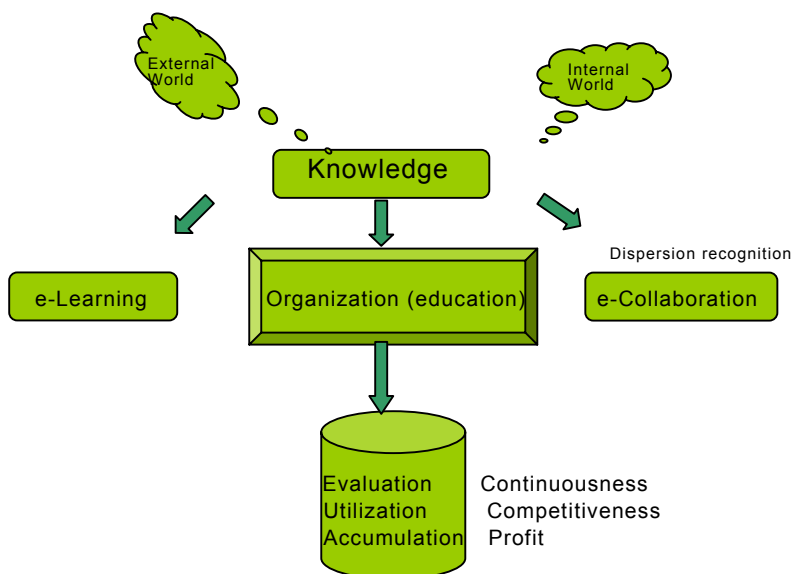 External
World
Internal
World
Knowledge
Dispersion recognition
e-Learning
Organization (education)
e-Collaboration
Evaluation Continuousness
Utilization Competitiveness
Accumulation Profit